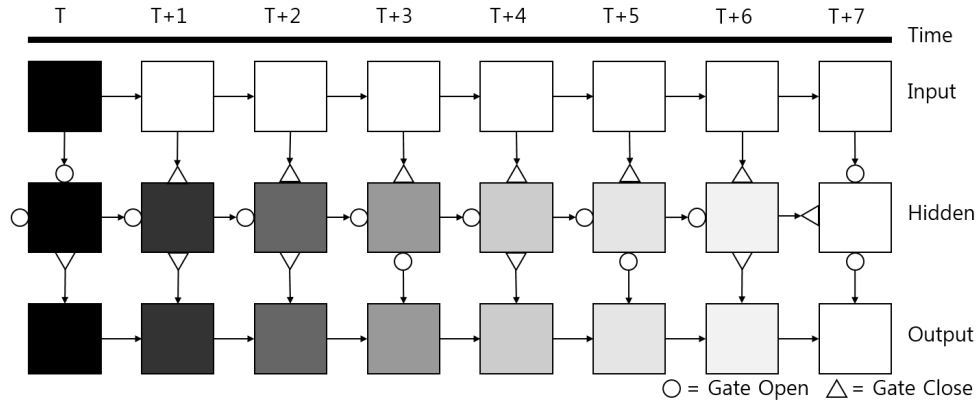 T T+1 T+2 T+3 T+4 T+5 T+6 T+7
Time
Input
Hidden
Output
= Gate Open = Gate Close